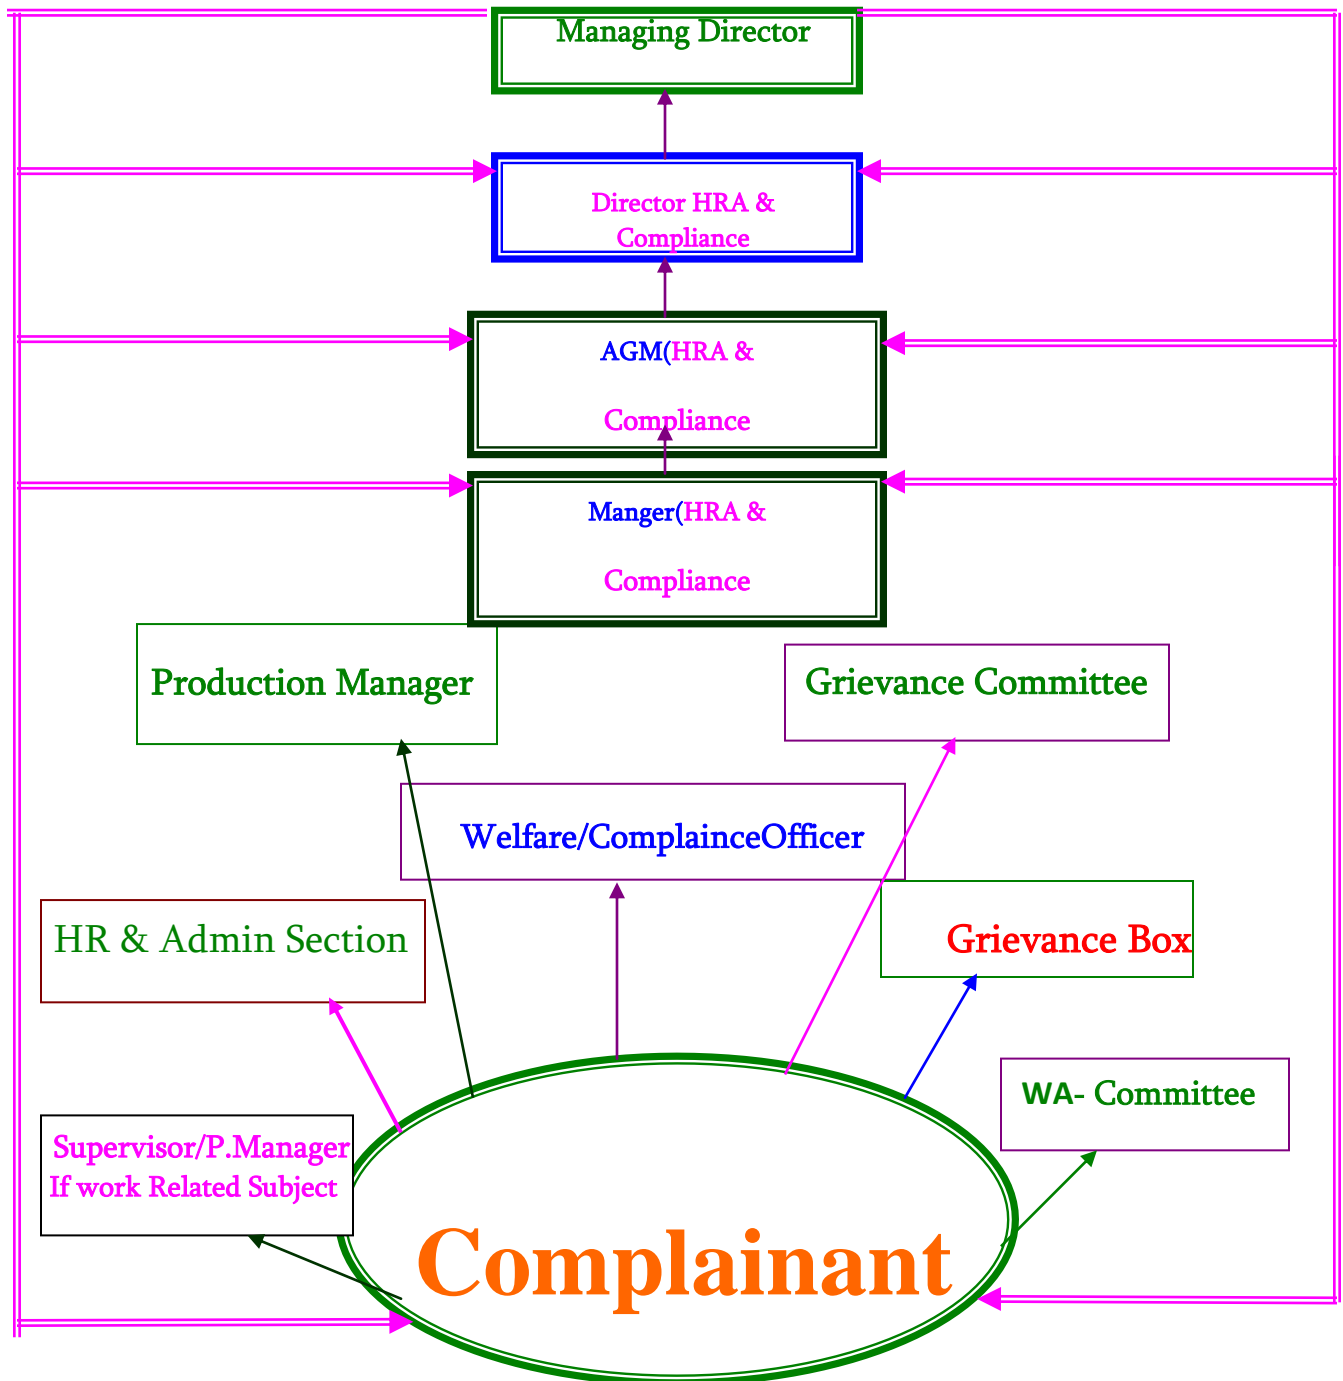 Managing Director
Director HRA &
Compliance
AGM(HRA &
Compliance
Manger(HRA &
Compliance
Production Manager
Grievance Committee
Welfare/ComplainceOfficer
HR & Admin Section
Grievance Box
WA- Committee
Supervisor/P.Manager
If work Related Subject
Complainant